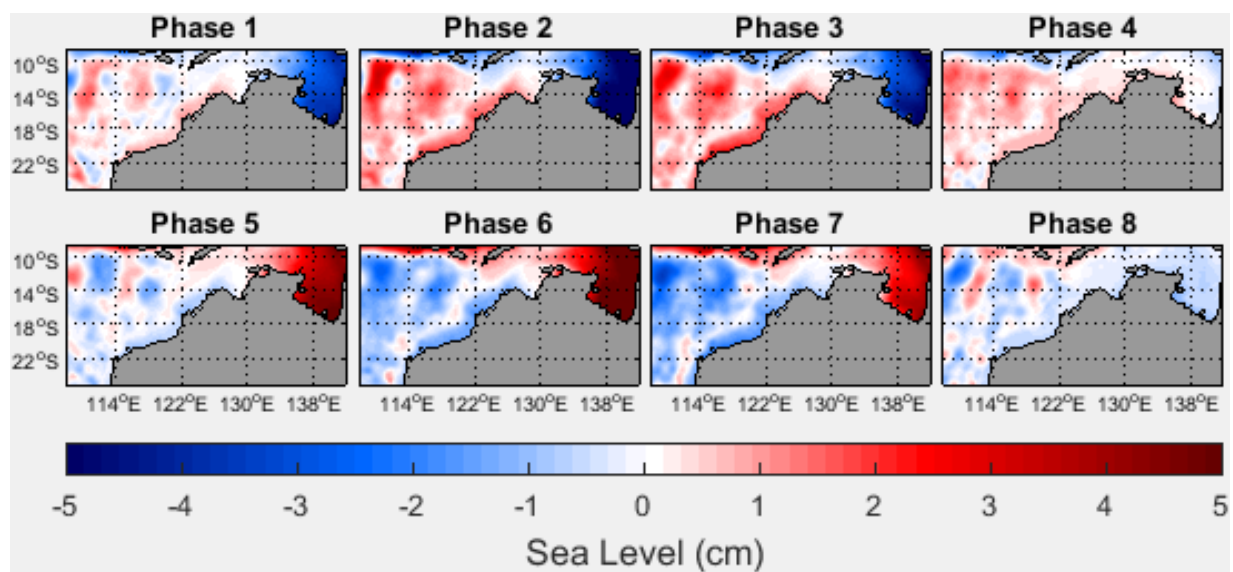 Phase 1 Phase 2 Phase 3 Phase 4
10°S
14°S
18°S
22°S
Phase 5 Phase 6 Phase 7 Phase 8
10°S
14°S
18°S
22°S
114°E 122°E 130°E 138°E 114°E 122°E 130°E 138°E 114°E 122°E 130°E 138°E 114°E 122°E 130°E 138°E
-5 -4 -3 -2 -1 0 1 2 3 4 5
Sea Level (cm)